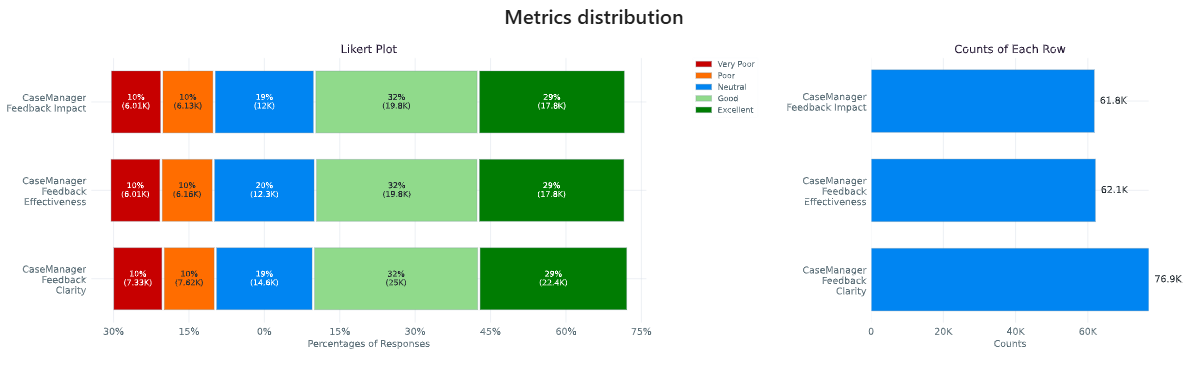 Metrics distribution
Likert Plot
CaseManager
Feedback Impact
10%
(6.01K)
10%
(6.13K)
19%
(12K)
32%
(19.8K)
29%
(17.8K)
CaseManager
Feedback
Effectiveness
10%
(6.01K)
10%
(6.16K)
20%
(12.3K)
32%
(19.8K)
29%
(17.8K)
CaseManager
Feedback
Clarity
10%
(7.33K)
10%
(7.62K)
19%
(14.6K)
32%
(25K)
29%
(22.4K)
30%
15%
0%
15%
30%
45%
60%
75%
Percentages of Responses
Very Poor
Poor
Neutral
Good
Excellent
Counts of Each Row
CaseManager
Feedback Impact
61.8K
CaseManager
Feedback
Effectiveness
62.1K
CaseManager
Feedback
Clarity
76.9K
0
20K
40K
60K
Counts